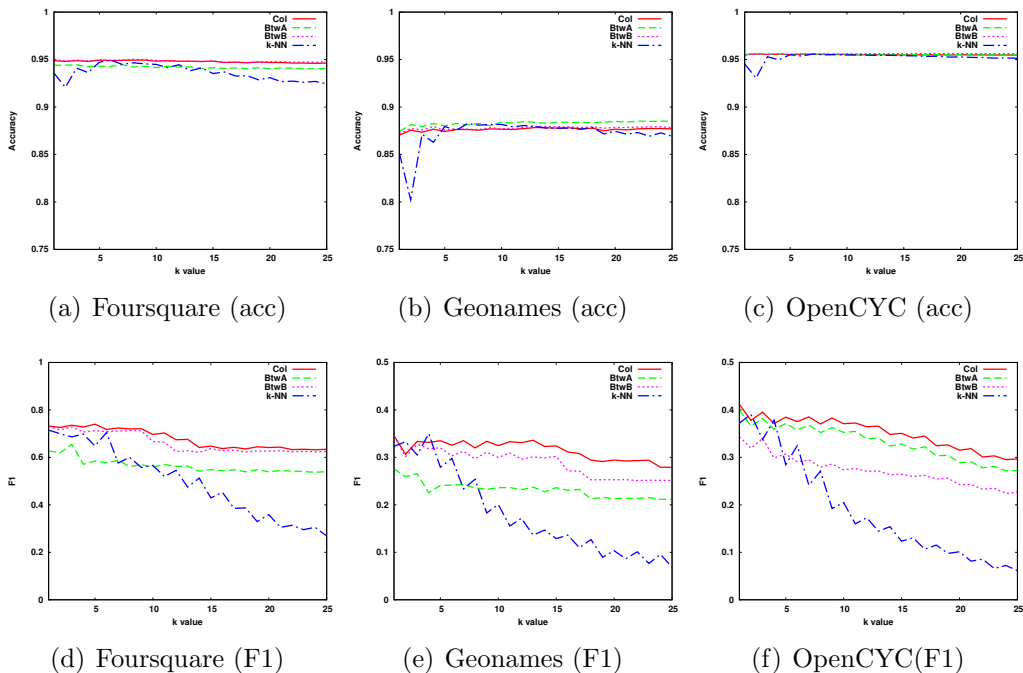 1
0.95
0.9
0.85
0.8
0.75
5 10 15 20 25
Accuracy
k value
Col
BtwA
BtwB
k-NN
(a) Foursquare (acc)
1
0.95
0.9
0.85
0.8
0.75
5 10 15 20 25
Accuracy
k value
Col
BtwA
BtwB
k-NN
(b) Geonames (acc)
1
0.95
0.9
0.85
0.8
0.75
5 10 15 20 25
Accuracy
k value
Col
BtwA
BtwB
k-NN
(c) OpenCYC (acc)
1
0.8
0.6
0.4
0.2
0
5 10 15 20 25
F1
k value
Col
BtwA
BtwB
k-NN
(d) Foursquare (F1)
0.5
0.4
0.3
0.2
0.1
0
5 10 15 20 25
F1
k value
Col
BtwA
BtwB
k-NN
(e) Geonames (F1)
0.5
0.4
0.3
0.2
0.1
0
5 10 15 20 25
F1
k value
Col
BtwA
BtwB
k-NN
(f) OpenCYC(F1)